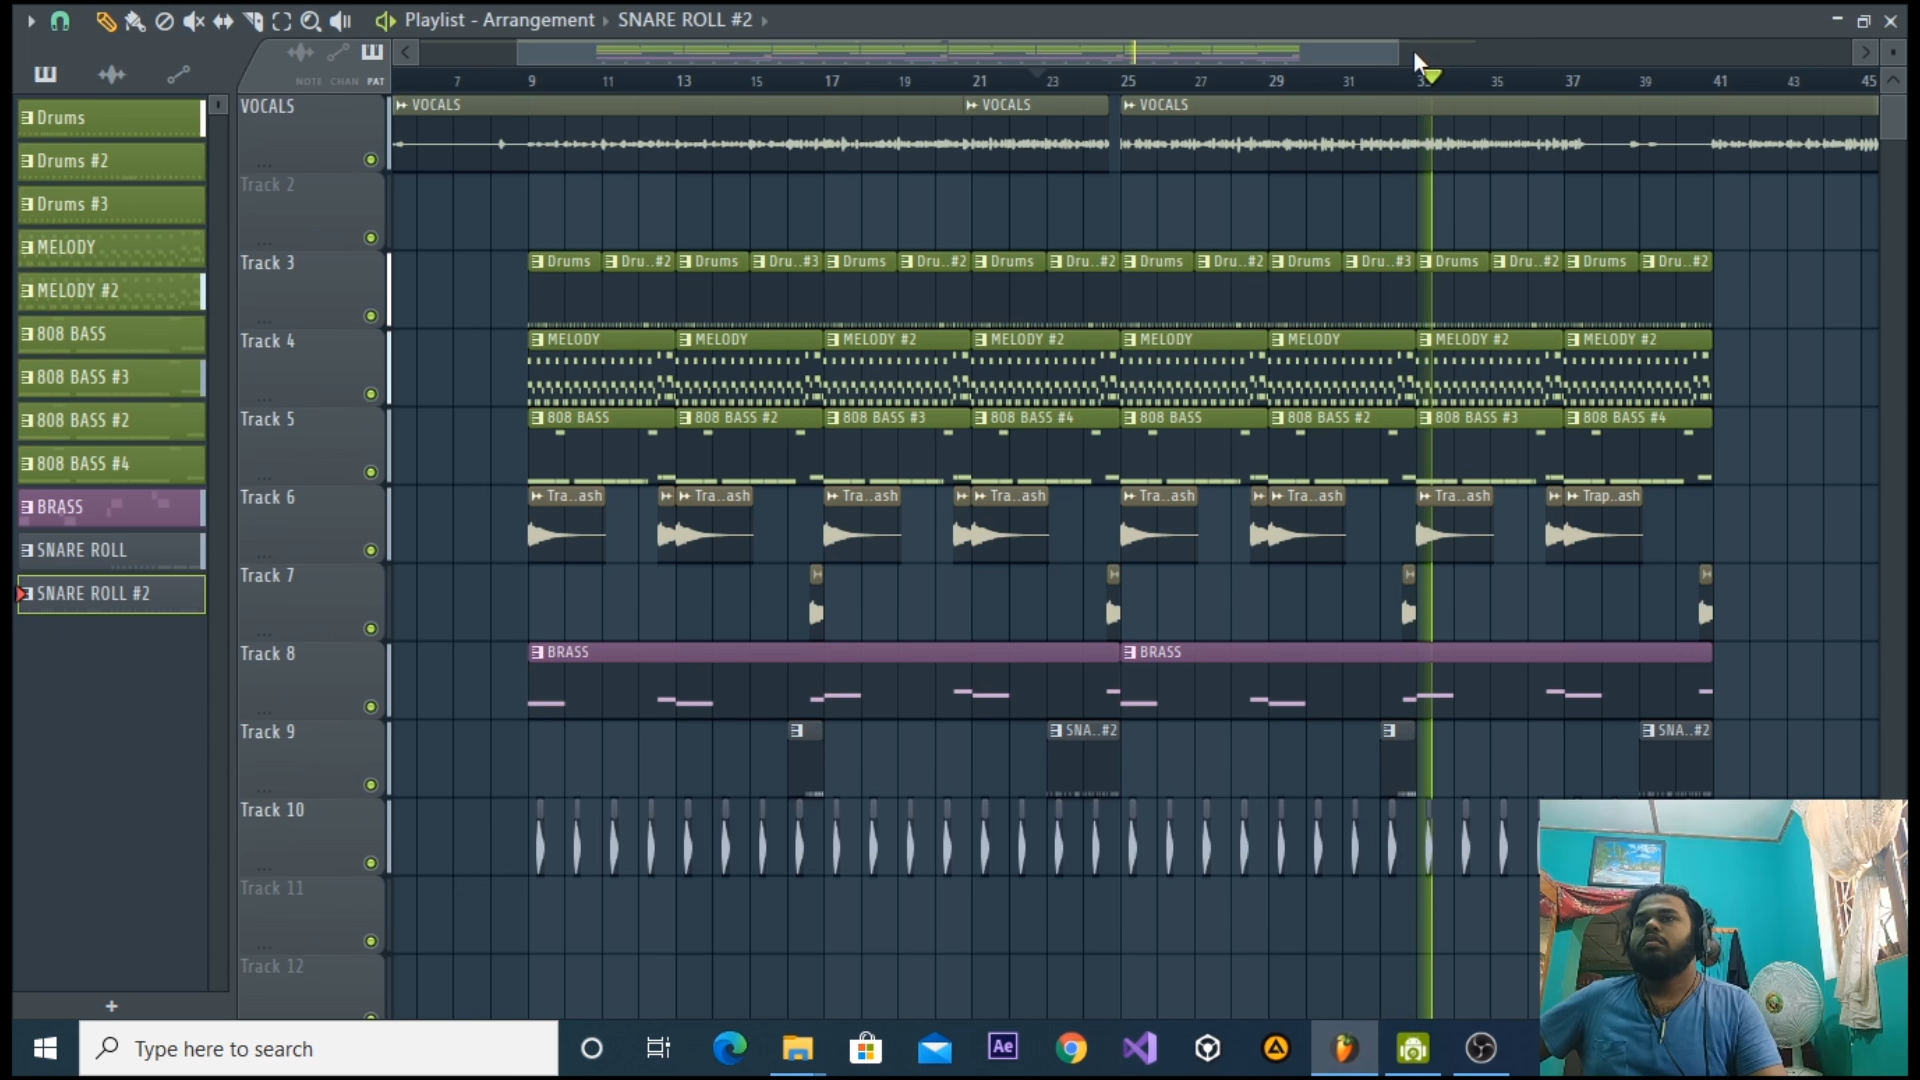 Playlist - Arrangement › SNARE ROLL #2 ›
NOTE CHAN PAT
7 9 11 13 15 17 19 21 23 25 27 29 31 35 37 39 41 43 45
Drums
Drums #2
Drums #3
MELODY
MELODY #2
808 BASS
808 BASS #3
808 BASS #2
808 BASS #4
BRASS
SNARE ROLL
SNARE ROLL #2
+
VOCALS
VOCALS VOCALS VOCALS
Track 2
Track 3
Drums Dru..#2 Drums Dru..#3 Drums Dru..#2 Drums Dru..#2 Drums Dru..#2 Drums Dru..#3 Drums Dru..#2 Drums Dru..#2
Track 4
MELODY MELODY MELODY #2 MELODY #2 MELODY MELODY MELODY #2 MELODY #2
Track 5
808 BASS 808 BASS #2 808 BASS #3 808 BASS #4 808 BASS 808 BASS #2 808 BASS #3 808 BASS #4
Track 6
Tra..ash Tra..ash Tra..ash Tra..ash Tra..ash Tra..ash Tra..ash Trap..ash
Track 7
Track 8
BRASS BRASS
Track 9
SNA..#2 SNA..#2
Track 10
Track 11
Track 12
Type here to search
Ae